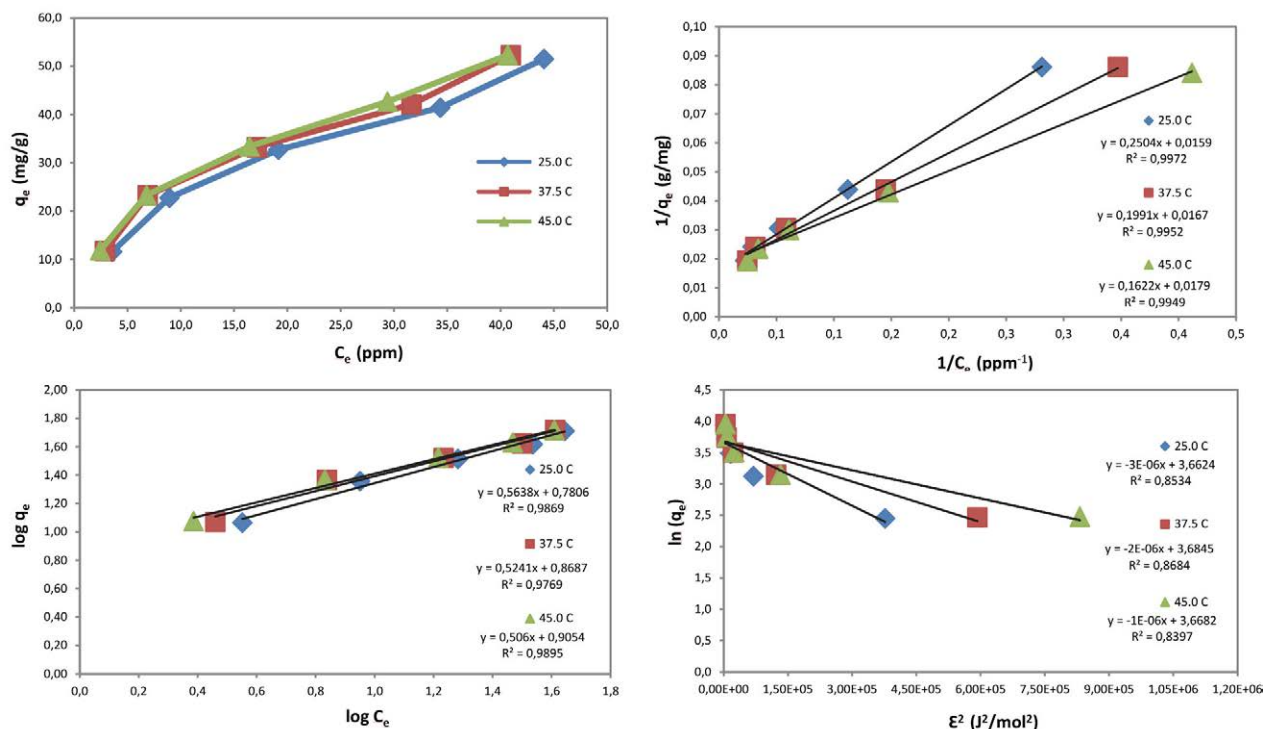 60,0
50,0
40,0
30,0
20,0
10,0
0,0
qe (mg/g)
25.0 C
37.5 C
45.0 C
0,0 5,0 10,0 15,0 20,0 25,0 30,0 35,0 40,0 45,0 50,0
Ce (ppm)
0,10
0,09
0,08
0,07
0,06
0,05
0,04
0,03
0,02
0,01
0,00
1/qe (g/mg)
25.0 C
y = 0,2504x + 0,0159
R² = 0,9972
37.5 C
y = 0,1991x + 0,0167
R² = 0,9952
45.0 C
y = 0,1622x + 0,0179
R² = 0,9949
0,0 0,1 0,1 0,2 0,2 0,3 0,3 0,4 0,4 0,5
1/Ce (ppm⁻¹)
2,00
1,80
1,60
1,40
1,20
1,00
0,80
0,60
0,40
0,20
0,00
log qe
25.0 C
y = 0,5638x + 0,7806
R² = 0,9869
37.5 C
y = 0,5241x + 0,8687
R² = 0,9769
45.0 C
y = 0,506x + 0,9054
R² = 0,9895
0,0 0,2 0,4 0,6 0,8 1,0 1,2 1,4 1,6 1,8
log Ce
4,5
4,0
3,5
3,0
2,5
2,0
1,5
1,0
0,5
0,0
ln (qe)
25.0 C
y = -3E-06x + 3,6624
R² = 0,8534
37.5 C
y = -2E-06x + 3,6845
R² = 0,8684
45.0 C
y = -1E-06x + 3,6682
R² = 0,8397
0,00E+00 1,50E+05 3,00E+05 4,50E+05 6,00E+05 7,50E+05 9,00E+05 1,05E+06 1,20E+06
Ɛ² (J²/mol²)